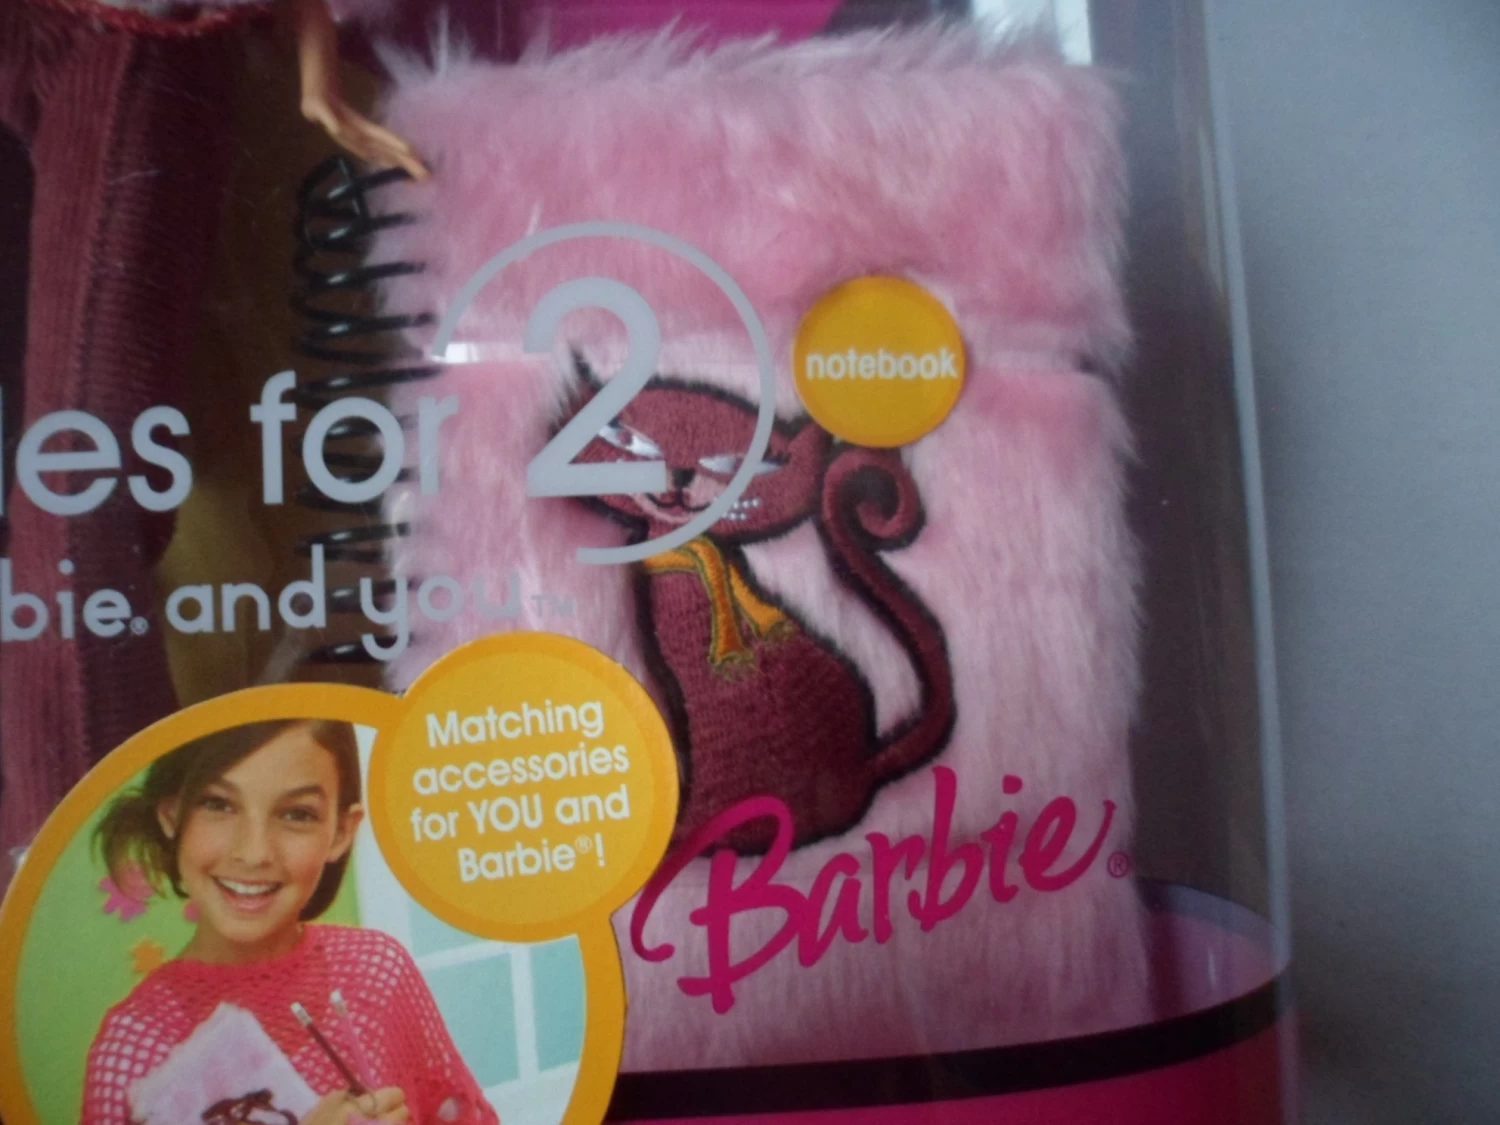 notebook
les for 2
bie® and you™
Matching
accessories
for YOU and
Barbie®!
Barbie®